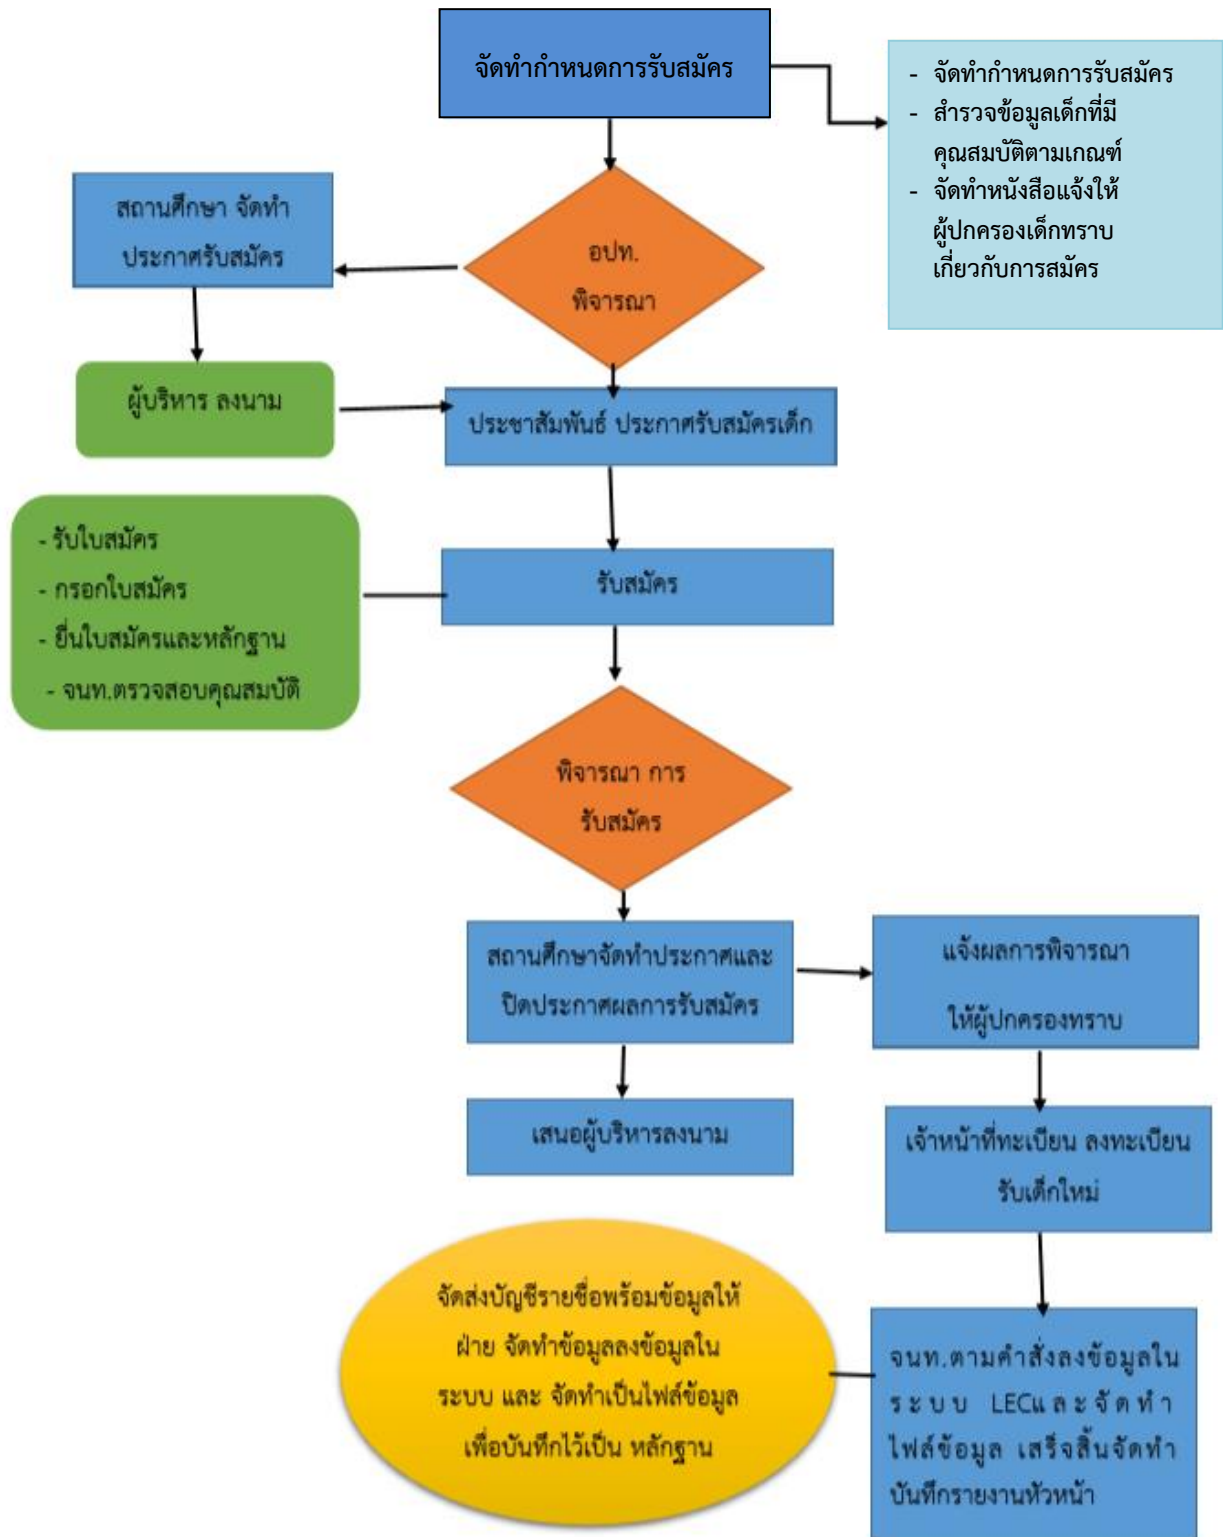 จัดทำกำหนดการรับสมัคร
- จัดทำกำหนดการรับสมัคร
- สำรวจข้อมูลเด็กที่มี
คุณสมบัติตามเกณฑ์
- จัดทำหนังสือแจ้งให้
ผู้ปกครองเด็กทราบ
เกี่ยวกับการสมัคร
อปท.
พิจารณา
สถานศึกษา จัดทำ
ประกาศรับสมัคร
ผู้บริหาร ลงนาม
ประชาสัมพันธ์ ประกาศรับสมัครเด็ก
รับสมัคร
- รับใบสมัคร
- กรอกใบสมัคร
- ยื่นใบสมัครและหลักฐาน
- จนท.ตรวจสอบคุณสมบัติ
พิจารณา การ
รับสมัคร
สถานศึกษาจัดทำประกาศและ
ปิดประกาศผลการรับสมัคร
แจ้งผลการพิจารณา
ให้ผู้ปกครองทราบ
เสนอผู้บริหารลงนาม
เจ้าหน้าที่ทะเบียน ลงทะเบียน
รับเด็กใหม่
จนท.ตามคำสั่งลงข้อมูลใน
ระบบ LECและจัดทำ
ไฟล์ข้อมูล เสร็จสิ้นจัดทำ
บันทึกรายงานหัวหน้า
จัดส่งบัญชีรายชื่อพร้อมข้อมูลให้
ฝ่าย จัดทำข้อมูลลงข้อมูลใน
ระบบ และ จัดทำเป็นไฟล์ข้อมูล
เพื่อบันทึกไว้เป็น หลักฐาน